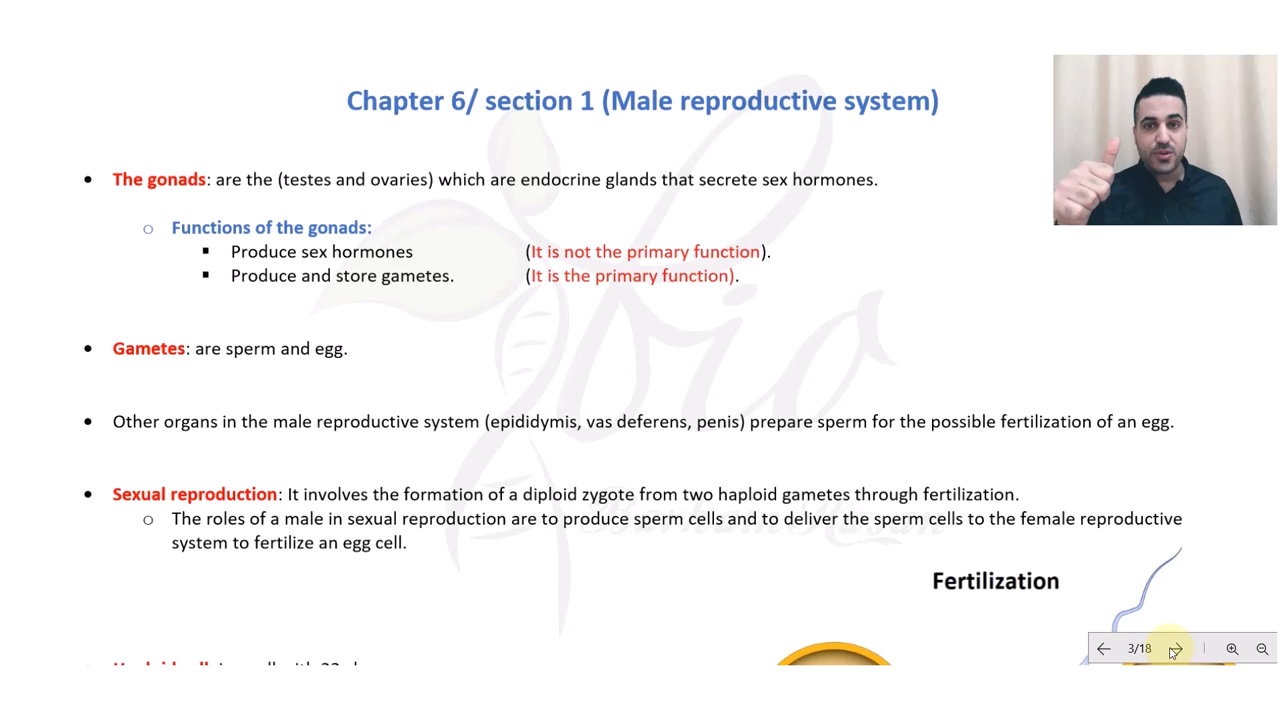 Chapter 6/ section 1 (Male reproductive system)
• The gonads: are the (testes and ovaries) which are endocrine glands that secrete sex hormones.
o Functions of the gonads:
▪ Produce sex hormones (It is not the primary function).
▪ Produce and store gametes. (It is the primary function).
• Gametes: are sperm and egg.
• Other organs in the male reproductive system (epididymis, vas deferens, penis) prepare sperm for the possible fertilization of an egg.
• Sexual reproduction: It involves the formation of a diploid zygote from two haploid gametes through fertilization.
o The roles of a male in sexual reproduction are to produce sperm cells and to deliver the sperm cells to the female reproductive
system to fertilize an egg cell.
Fertilization
3/18
Bio